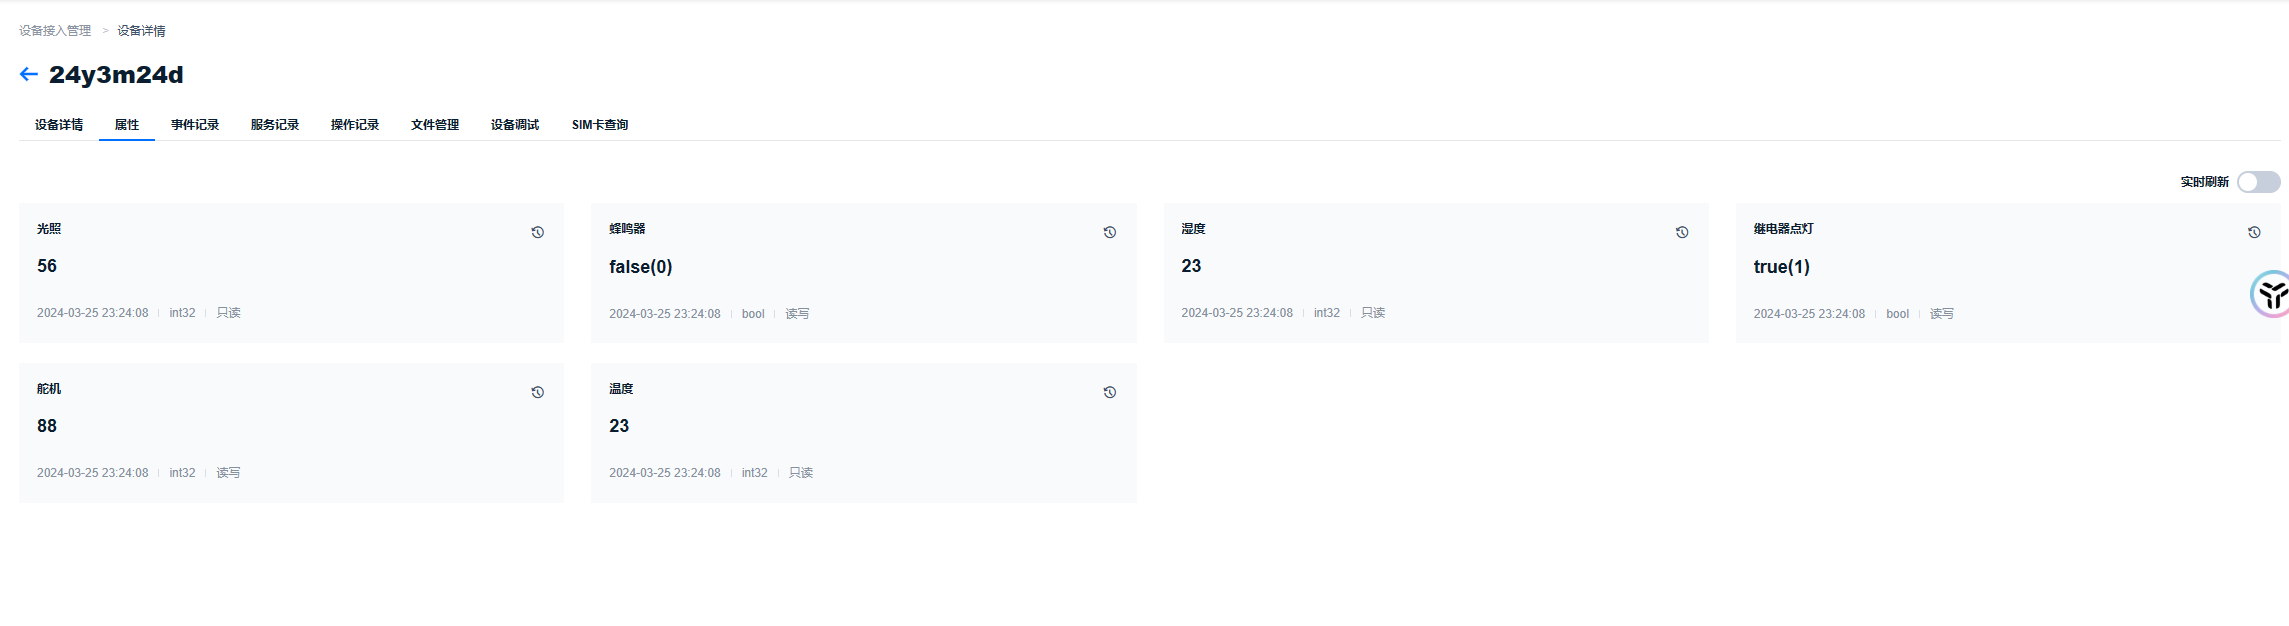 设备接入管理 > 设备详情
24y3m24d
设备详情 属性 事件记录 服务记录 操作记录 文件管理 设备调试 SIM卡查询
实时刷新
光照
56
2024-03-25 23:24:08 int32 只读
蜂鸣器
false(0)
2024-03-25 23:24:08 bool 读写
湿度
23
2024-03-25 23:24:08 int32 只读
继电器点灯
true(1)
2024-03-25 23:24:08 bool 读写
舵机
88
2024-03-25 23:24:08 int32 读写
温度
23
2024-03-25 23:24:08 int32 只读